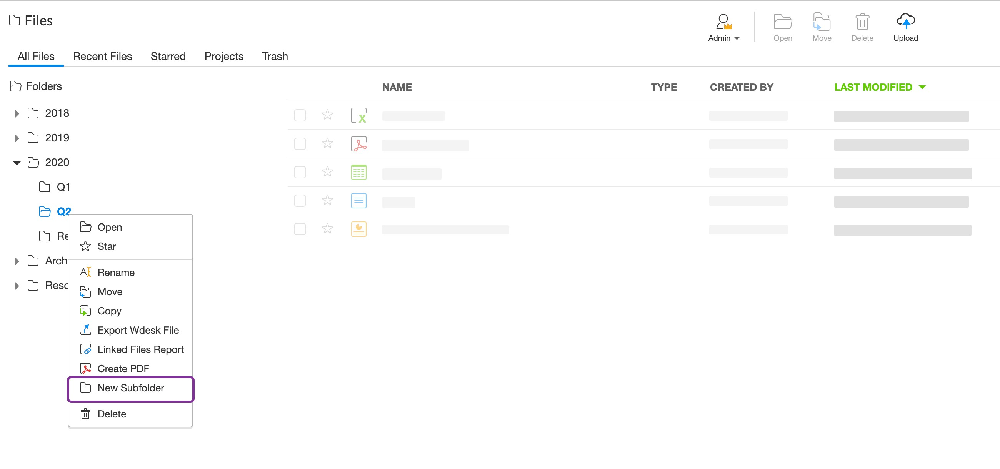 Files
Admin
Open
Move
Delete
Upload
All Files
Recent Files
Starred
Projects
Trash
Folders
2018
2019
2020
Q1
Q2
Re
Arch
Reso
Open
Star
Rename
Move
Copy
Export Wdesk File
Linked Files Report
Create PDF
New Subfolder
Delete
NAME
TYPE
CREATED BY
LAST MODIFIED